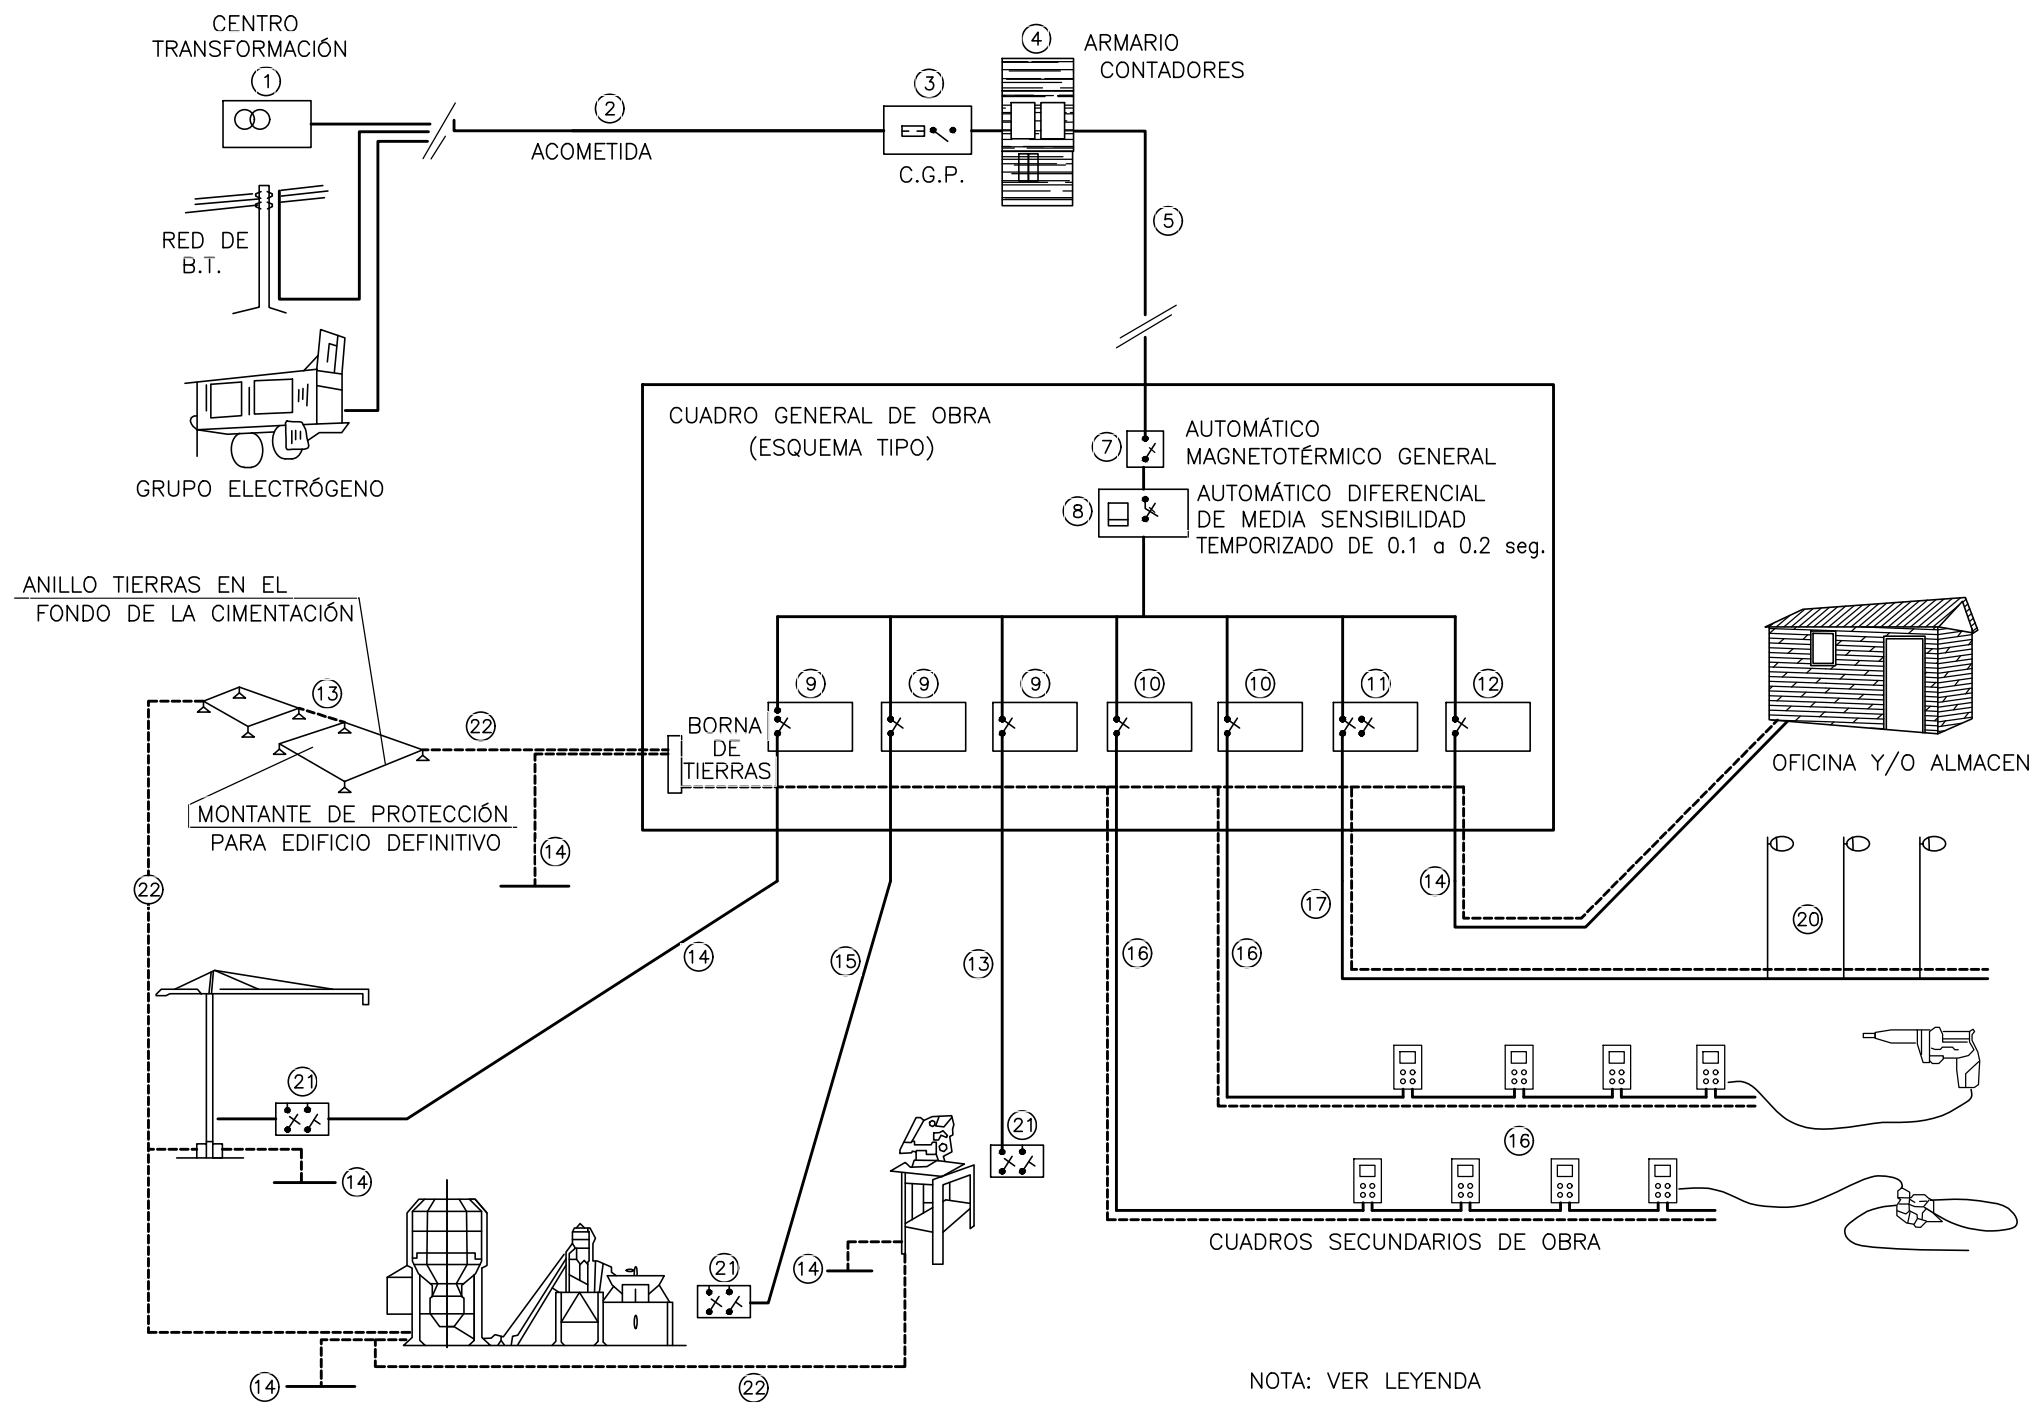 CENTRO
TRANSFORMACIÓN
1
2
ACOMETIDA
3
C.G.P.
4
ARMARIO
CONTADORES
5
RED DE
B.T.
GRUPO ELECTRÓGENO
CUADRO GENERAL DE OBRA
(ESQUEMA TIPO)
7
AUTOMÁTICO
MAGNETOTÉRMICO GENERAL
8
AUTOMÁTICO DIFERENCIAL
DE MEDIA SENSIBILIDAD
TEMPORIZADO DE 0.1 a 0.2 seg.
ANILLO TIERRAS EN EL
FONDO DE LA CIMENTACIÓN
13
22
MONTANTE DE PROTECCIÓN
PARA EDIFICIO DEFINITIVO
BORNA
DE
TIERRAS
9
9
9
10
10
11
12
OFICINA Y/O ALMACEN
14
22
14
15
13
16
16
17
14
20
21
14
21
14
21
16
CUADROS SECUNDARIOS DE OBRA
14
22
NOTA: VER LEYENDA